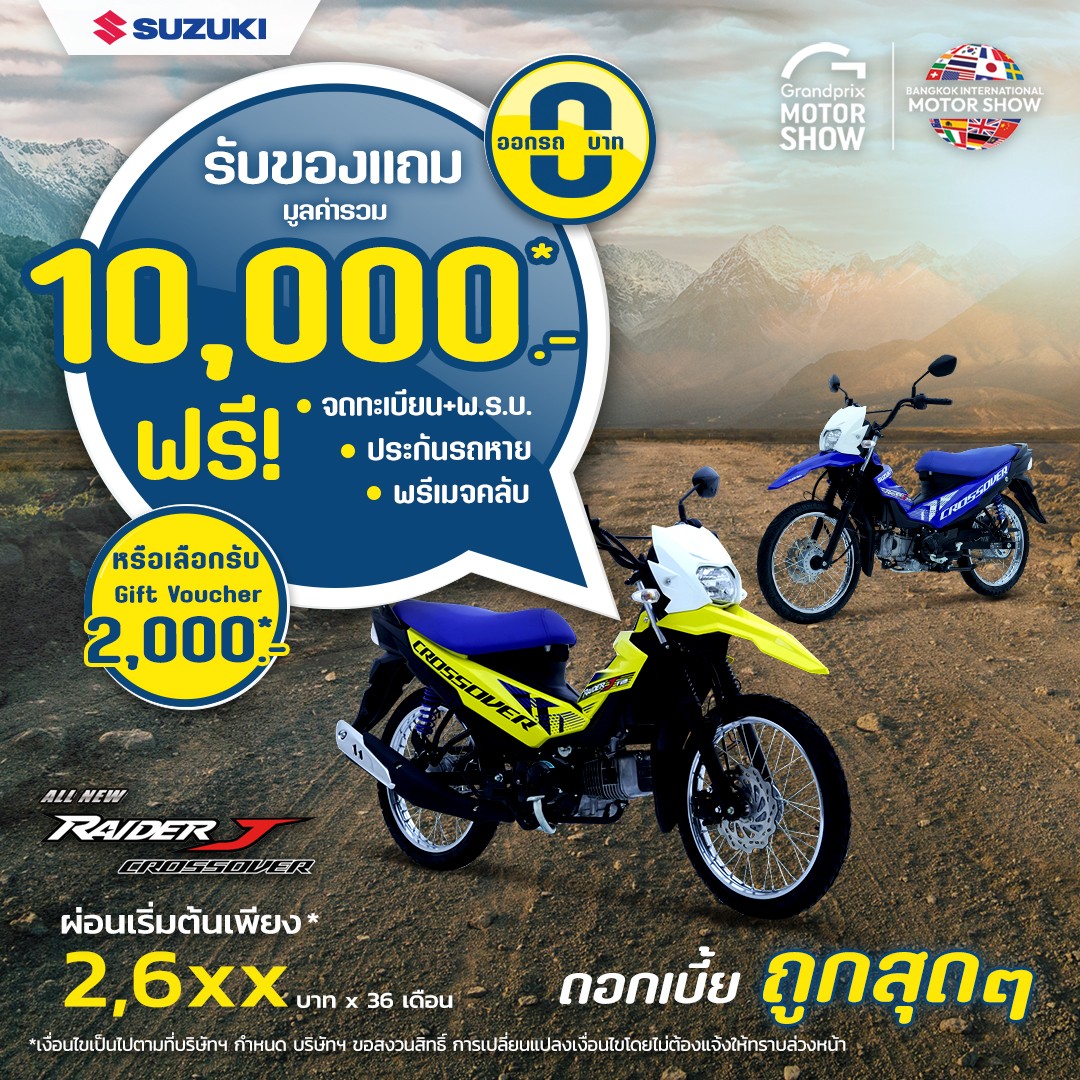 SUZUKI
Grandprix
MOTOR
SHOW
BANGKOK INTERNATIONAL
MOTOR SHOW
ออกรถ 0 บาท
รับของแถม
มูลค่ารวม
10,000.-*
ฟรี!
• จดทะเบียน+พ.ร.บ.
• ประกันรถหาย
• พรีเมจคลับ
หรือเลือกรับ
Gift Voucher
2,000.-*
CROSSOVER
CROSSOVER
RAIDER J
ALL NEW
RAIDER J
CROSSOVER
ผ่อนเริ่มต้นเพียง*
2,6xx บาท x 36 เดือน
ดอกเบี้ย ถูกสุดๆ
*เงื่อนไขเป็นไปตามที่บริษัทฯ กำหนด บริษัทฯ ขอสงวนสิทธิ์ การเปลี่ยนแปลงเงื่อนไขโดยไม่ต้องแจ้งให้ทราบล่วงหน้า